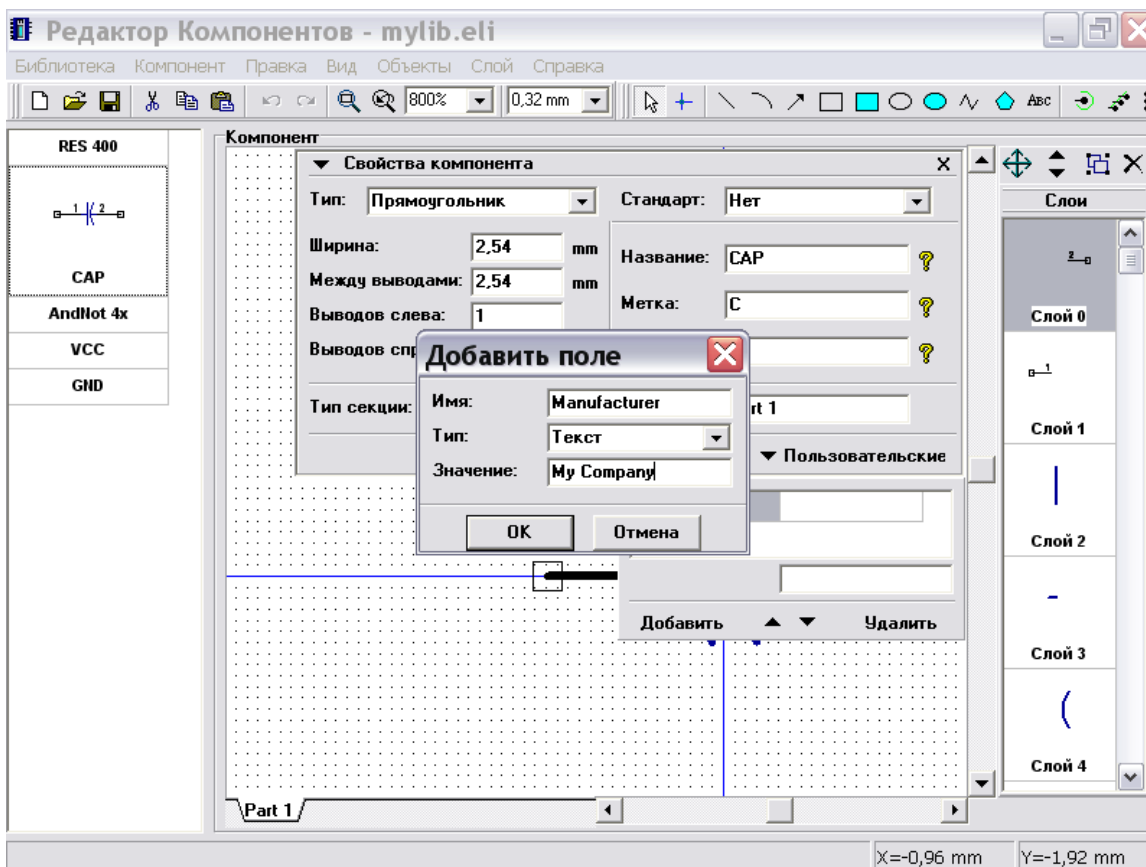 Редактор Компонентов - mylib.eli
Библиотека Компонент Правка Вид Объекты Слой Справка
800% 0,32 mm ABC
RES 400
1 2
CAP
AndNot 4x
VCC
GND
Компонент
Свойства компонента
Тип: Прямоугольник
Стандарт: Нет
Ширина: 2,54 mm
Между выводами: 2,54 mm
Выводов слева: 1
Выводов спр
Название: CAP
Метка: C
Тип секции:
rt 1
Пользовательские
Добавить поле
Имя: Manufacturer
Тип: Текст
Значение: My Company
OK Отмена
Добавить Удалить
Part 1
Слои
2
Слой 0
1
Слой 1
Слой 2
Слой 3
Слой 4
X=-0,96 mm Y=-1,92 mm